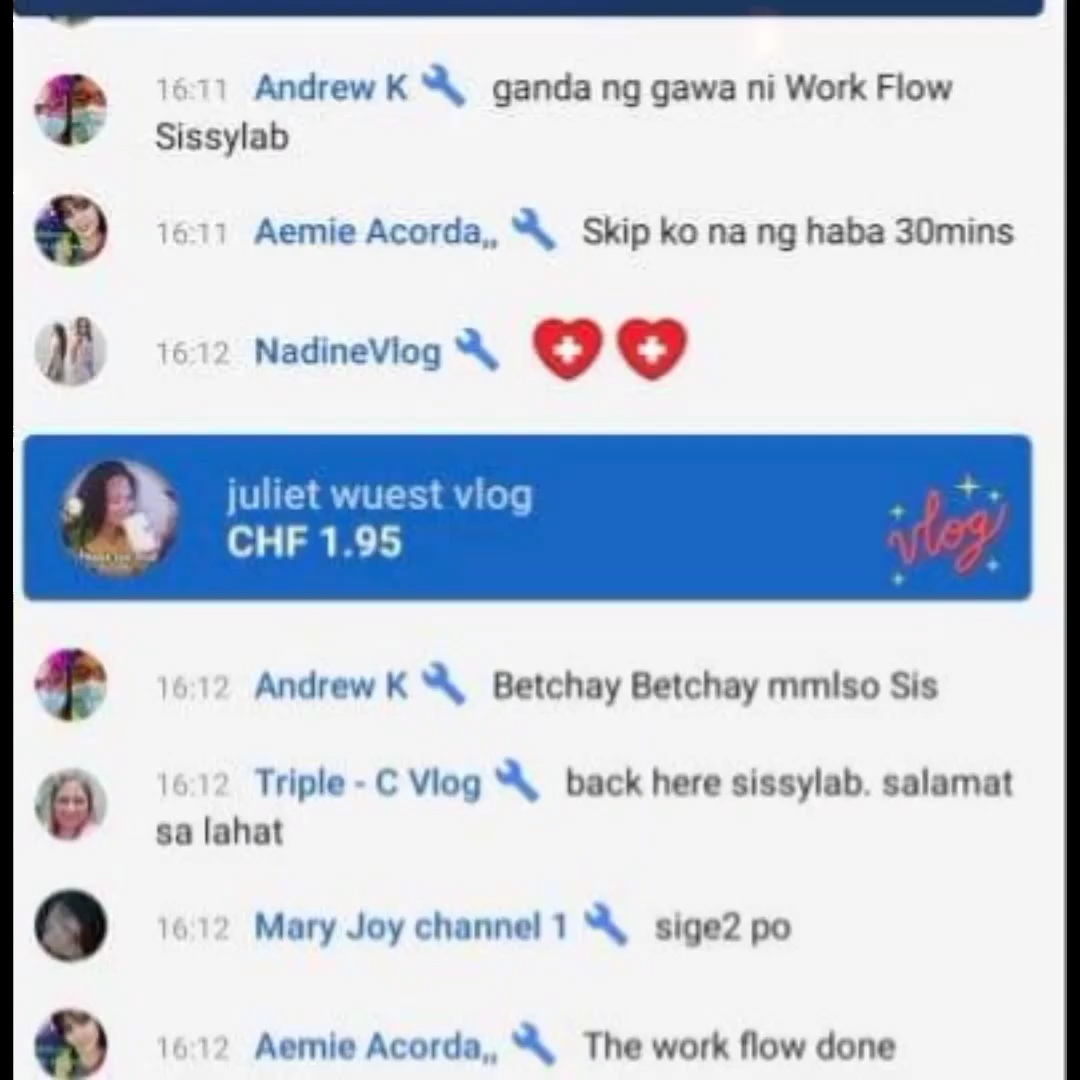 16:11 Andrew K ganda ng gawa ni Work Flow
Sissylab
16:11 Aemie Acorda,, Skip ko na ng haba 30mins
16:12 NadineVlog
juliet wuest vlog
CHF 1.95
vlog
16:12 Andrew K Betchay Betchay mmlso Sis
16:12 Triple - C Vlog back here sissylab. salamat
sa lahat
16:12 Mary Joy channel 1 sige2 po
16:12 Aemie Acorda,, The work flow done